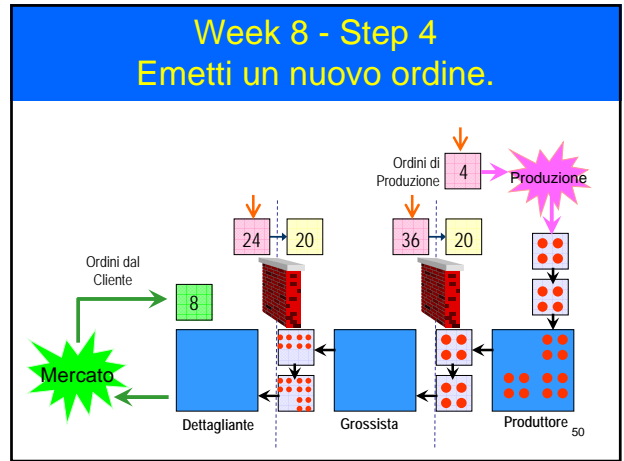 Week 8 - Step 4
Emetti un nuovo ordine.
Ordini di
Produzione
4
Produzione
24
20
36
20
Ordini dal
Cliente
8
Mercato
Dettagliante
Grossista
Produttore
50